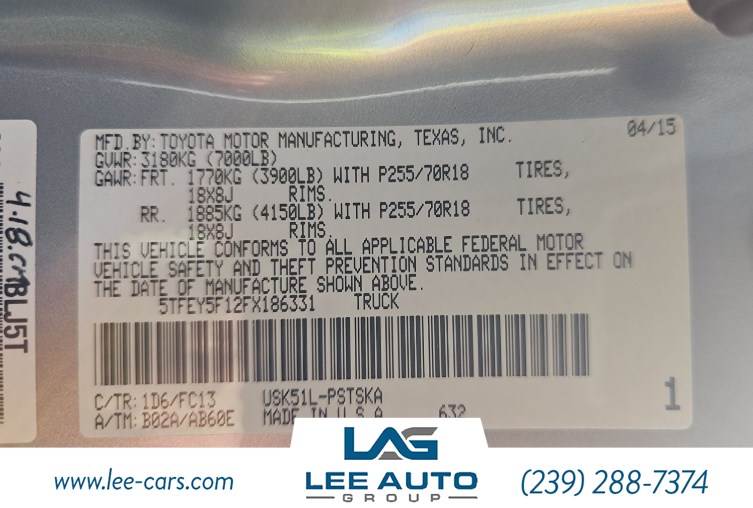 MFD.BY: TOYOTA MOTOR MANUFACTURING, TEXAS, INC. 04/15
GVWR: 3180KG (7000LB)
GAWR: FRT. 1770KG (3900LB) WITH P255/70R18 TIRES,
18X8J RIMS.
RR. 1885KG (4150LB) WITH P255/70R18 TIRES,
18X8J RIMS.
THIS VEHICLE CONFORMS TO ALL APPLICABLE FEDERAL MOTOR
VEHICLE SAFETY AND THEFT PREVENTION STANDARDS IN EFFECT ON
THE DATE OF MANUFACTURE SHOWN ABOVE.
5TFEY5F12FX186331 TRUCK
C/TR: 1D6/FC13 USK51L-PSTSKA
A/TM: B02A/AB60E MADE IN U.S.A. 632
1
BLJ5T
LAG
www.lee-cars.com LEE AUTO (239) 288-7374
GROUP